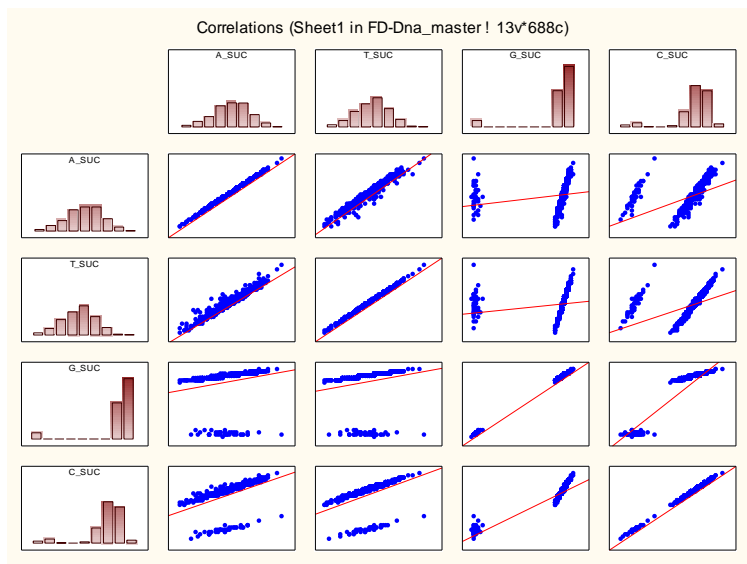 Correlations (Sheet1 in FD-Dna_master ! 13v*688c)
A_SUC
T_SUC
G_SUC
C_SUC
A_SUC
T_SUC
G_SUC
C_SUC